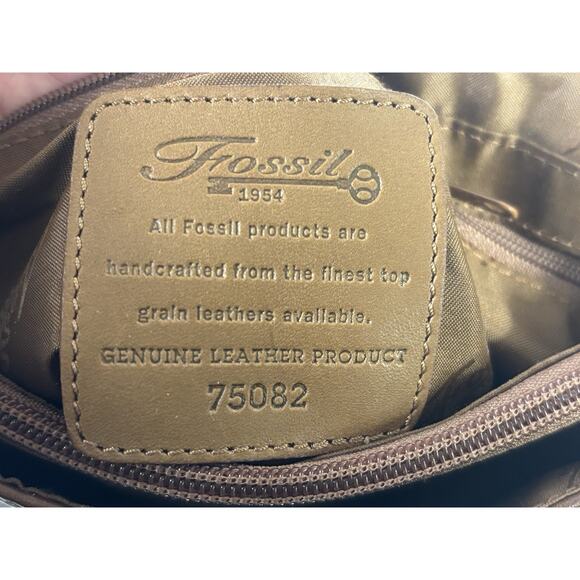 Fossil
1954
All Fossil products are
handcrafted from the finest top
grain leathers available.
GENUINE LEATHER PRODUCT
75082